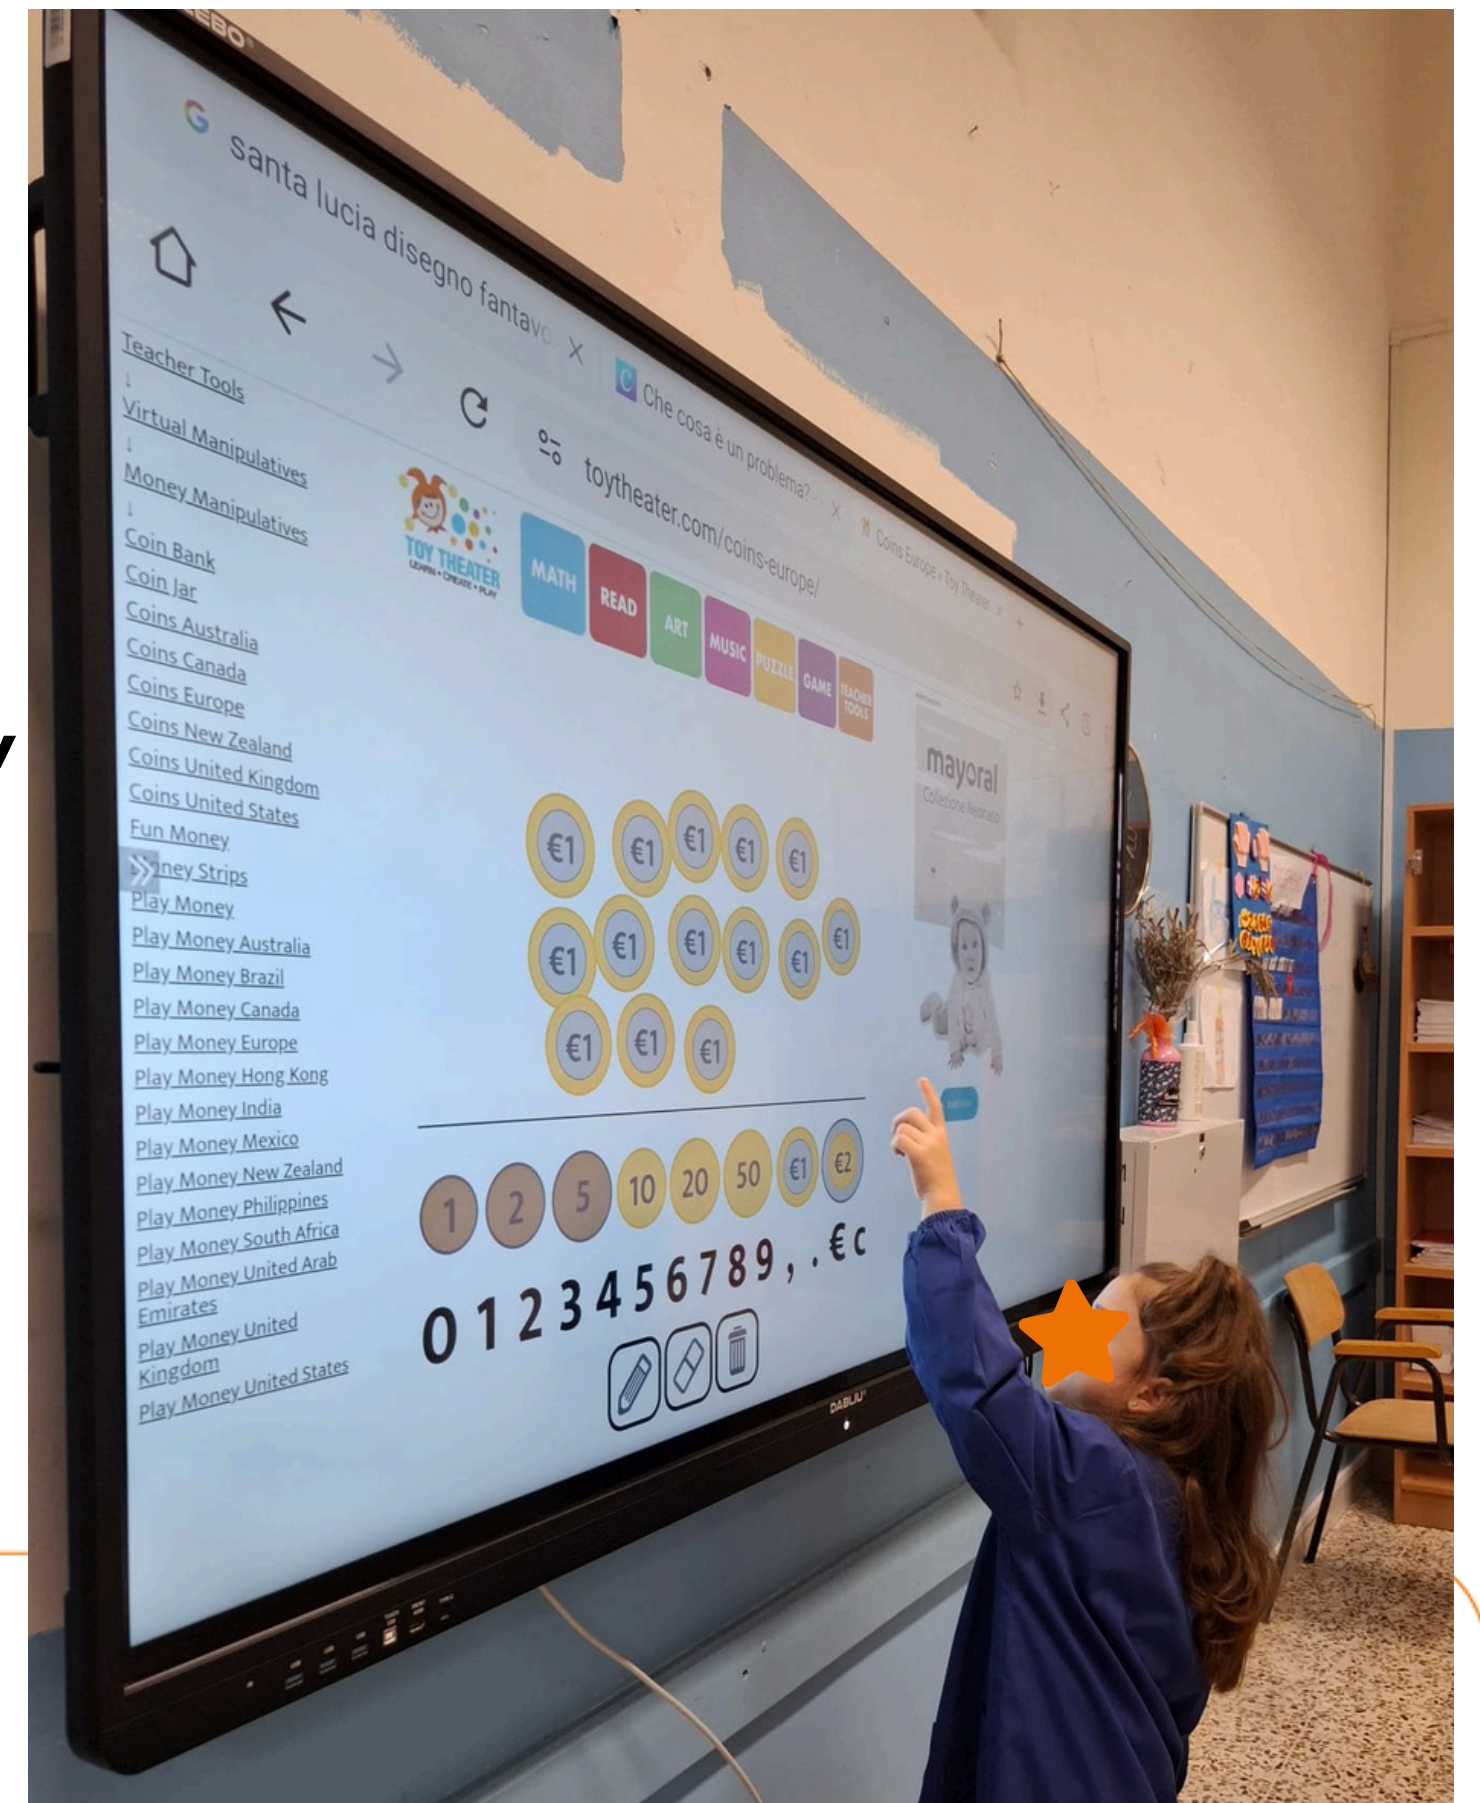 EBO
santa lucia disegno fantav
Che cosa è un problema?
Coins Europe • Toy Theater
toytheater.com/coins-europe/
Teacher Tools
↓
Virtual Manipulatives
↓
Money Manipulatives
↓
Coin Bank
Coin Jar
Coins Australia
Coins Canada
Coins Europe
Coins New Zealand
Coins United Kingdom
Coins United States
Fun Money
Money Strips
Play Money
Play Money Australia
Play Money Brazil
Play Money Canada
Play Money Europe
Play Money Hong Kong
Play Money India
Play Money Mexico
Play Money New Zealand
Play Money Philippines
Play Money South Africa
Play Money United Arab
Emirates
Play Money United
Kingdom
Play Money United States
TOY THEATER
LEARN • CREATE • PLAY
MATH
READ
ART
MUSIC
PUZZLE
GAME
TEACHER
TOOLS
mayoral
Collezione Neonato
€1 €1 €1 €1 €1
€1 €1 €1 €1 €1 €1
€1 €1 €1
1 2 5 10 20 50 €1 €2
0 1 2 3 4 5 6 7 8 9 , . € c
DABLIU
y